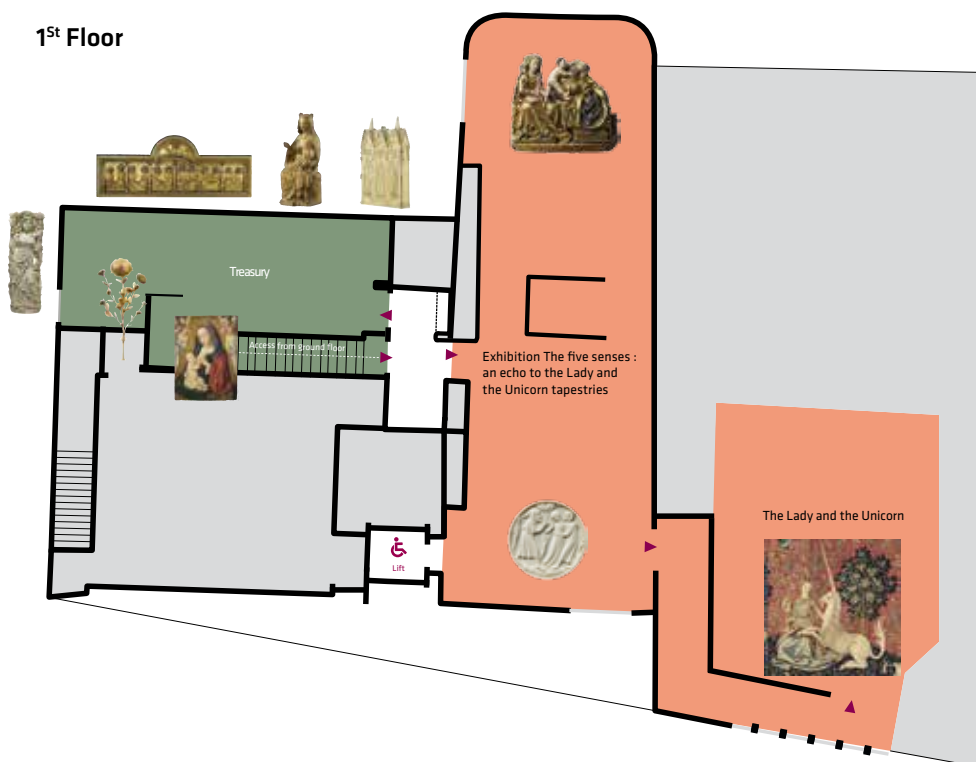 1St Floor
Treasury
Access from ground floor
Exhibition The five senses :
an echo to the Lady and
the Unicorn tapestries
The Lady and the Unicorn
Lift